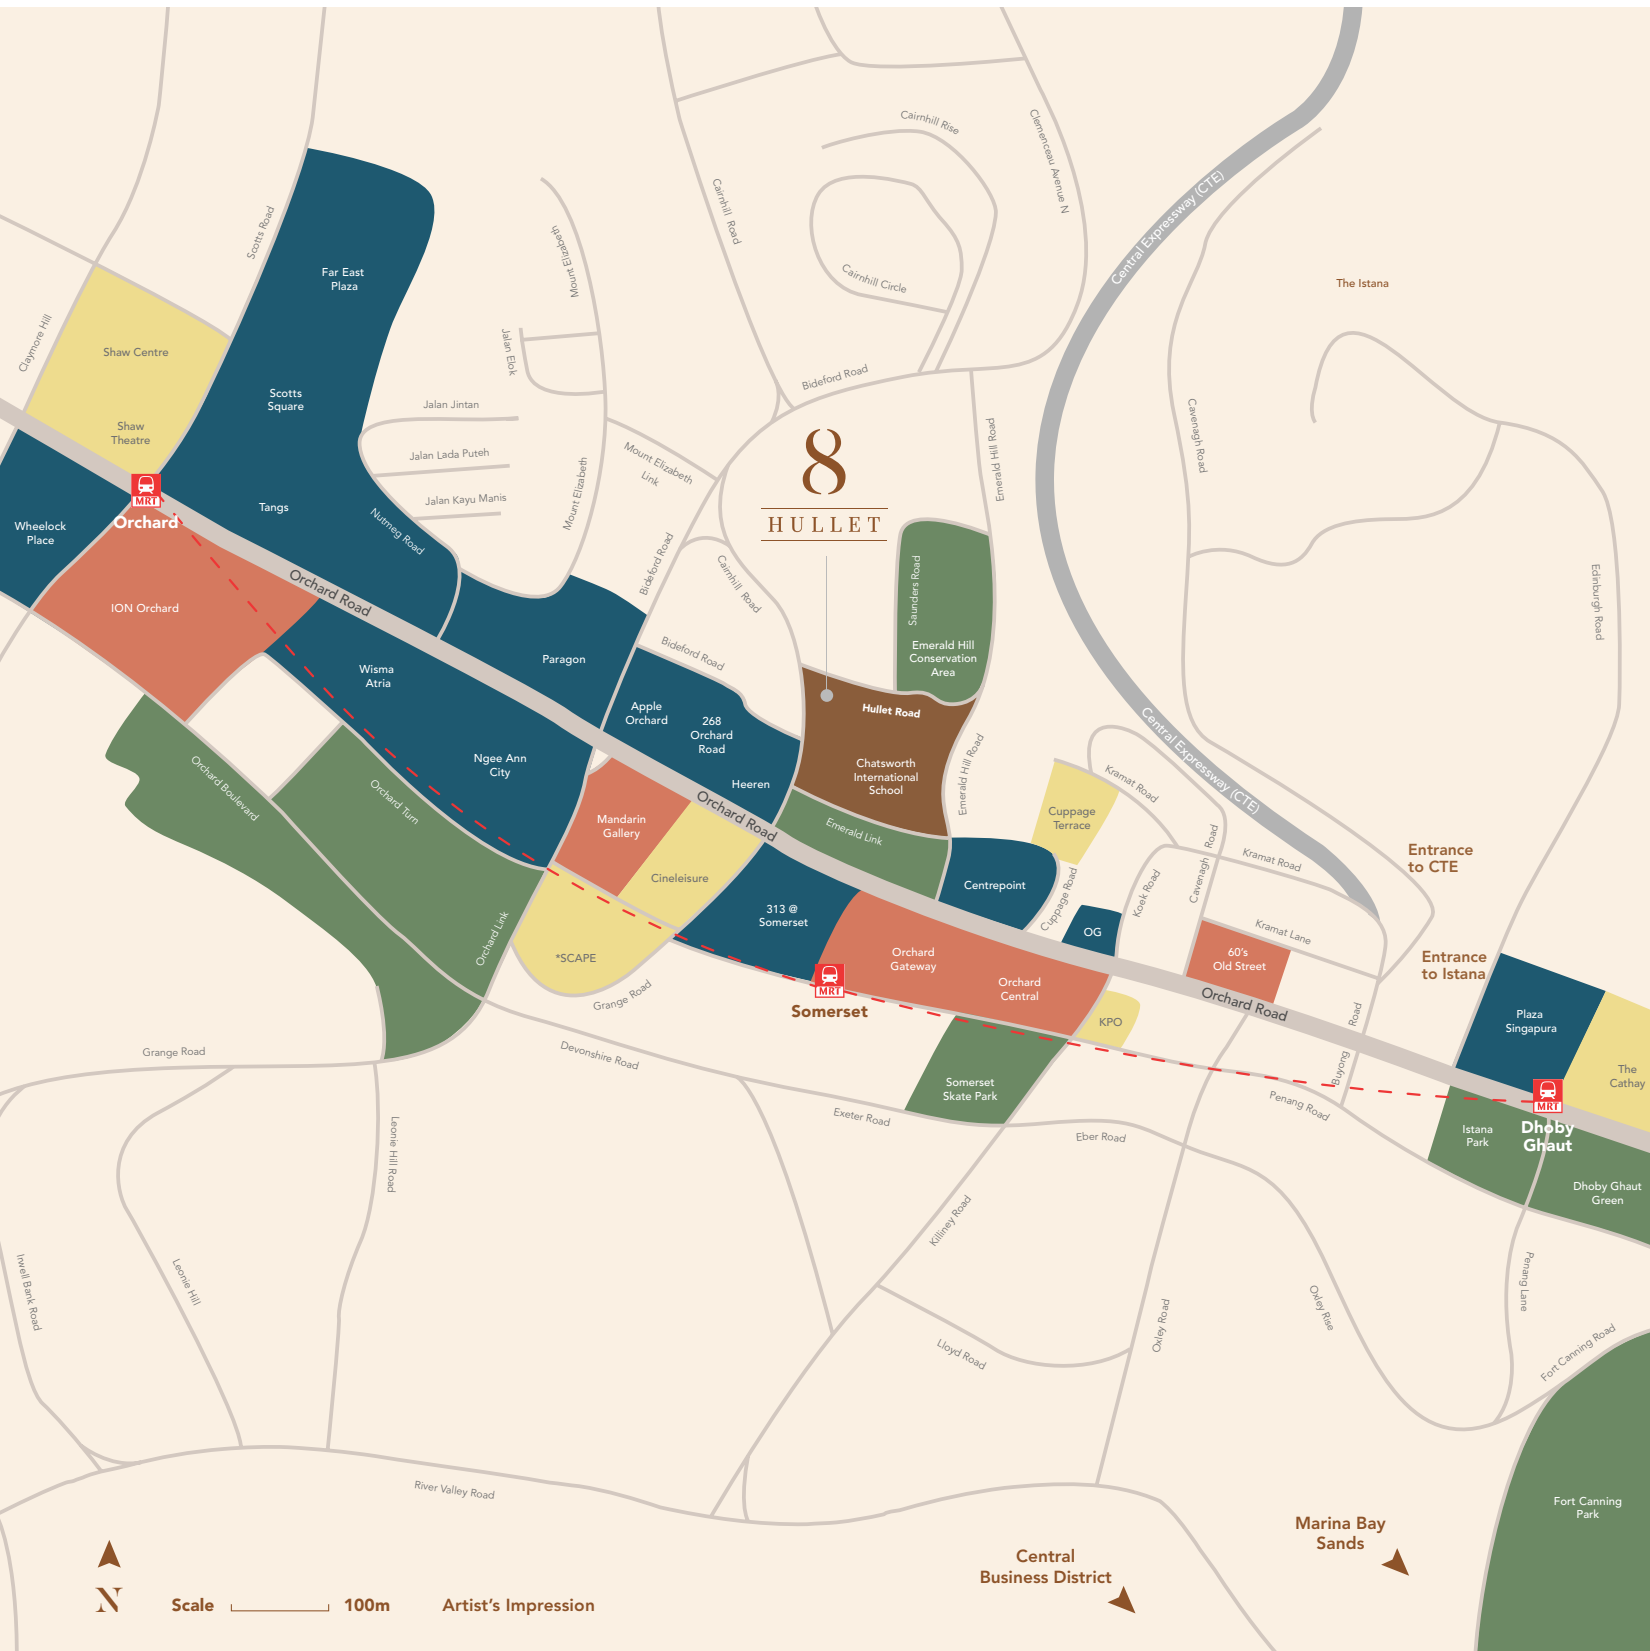 Cairnhill Rise
Clemenceau Avenue N
Central Expressway (CTE)
Cairnhill Road
Scotts Road
Mount Elizabeth
Far East
Plaza
Cairnhill Circle
The Istana
Claymore Hill
Shaw Centre
Jalan Elok
Bideford Road
Scotts
Square
Jalan Jintan
Cavenagh Road
Shaw
Theatre
Emerald Hill Road
Jalan Lada Puteh
Mount Elizabeth
Link
8
HULLET
MRT
Orchard
Tangs
Jalan Kayu Manis
Mount Elizabeth
Nutmeg Road
Wheelock
Place
Bideford Road
Cairnhill Road
Saunders Road
Edinburgh Road
Orchard Road
ION Orchard
Emerald Hill
Conservation
Area
Bideford Road
Paragon
Wisma
Atria
Hullet Road
Apple
Orchard
268
Orchard
Road
Central Expressway (CTE)
Ngee Ann
City
Heeren
Chatsworth
International
School
Emerald Hill Road
Kramat Road
Orchard Boulevard
Orchard Turn
Mandarin
Gallery
Orchard Road
Emerald Link
Cuppage
Terrace
Entrance
to CTE
Cineleisure
Centrepoint
Cuppage Road
Koek Road
Cavenagh Road
Kramat Road
313 @
Somerset
OG
Kramat Lane
Orchard Link
*SCAPE
Orchard
Gateway
60's
Old Street
Entrance
to Istana
Grange Road
MRT
Somerset
Orchard
Central
Orchard Road
KPO
Buyong Road
Plaza
Singapura
Grange Road
Devonshire Road
The
Cathay
Somerset
Skate Park
MRT
Dhoby
Ghaut
Exeter Road
Penang Road
Eber Road
Istana
Park
Leonie Hill Road
Dhoby Ghaut
Green
Killiney Road
Irwell Bank Road
Leonie Hill
Penang Lane
Oxley Rise
Oxley Road
Lloyd Road
Fort Canning Road
River Valley Road
Fort Canning
Park
Marina Bay
Sands
Central
Business District
N
Scale
100m
Artist's Impression